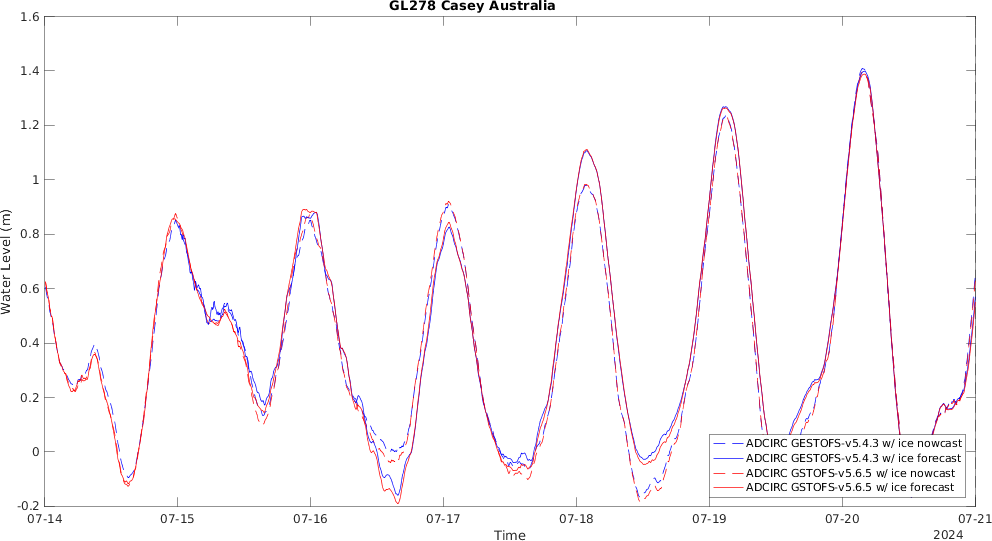 GL278 Casey Australia
1.6
1.4
1.2
1
0.8
0.6
0.4
0.2
0
-0.2
Water Level (m)
ADCIRC GESTOFS-v5.4.3 w/ ice nowcast
ADCIRC GESTOFS-v5.4.3 w/ ice forecast
ADCIRC GSTOFS-v5.6.5 w/ ice nowcast
ADCIRC GSTOFS-v5.6.5 w/ ice forecast
07-14 07-15 07-16 07-17 07-18 07-19 07-20 07-21
Time
2024